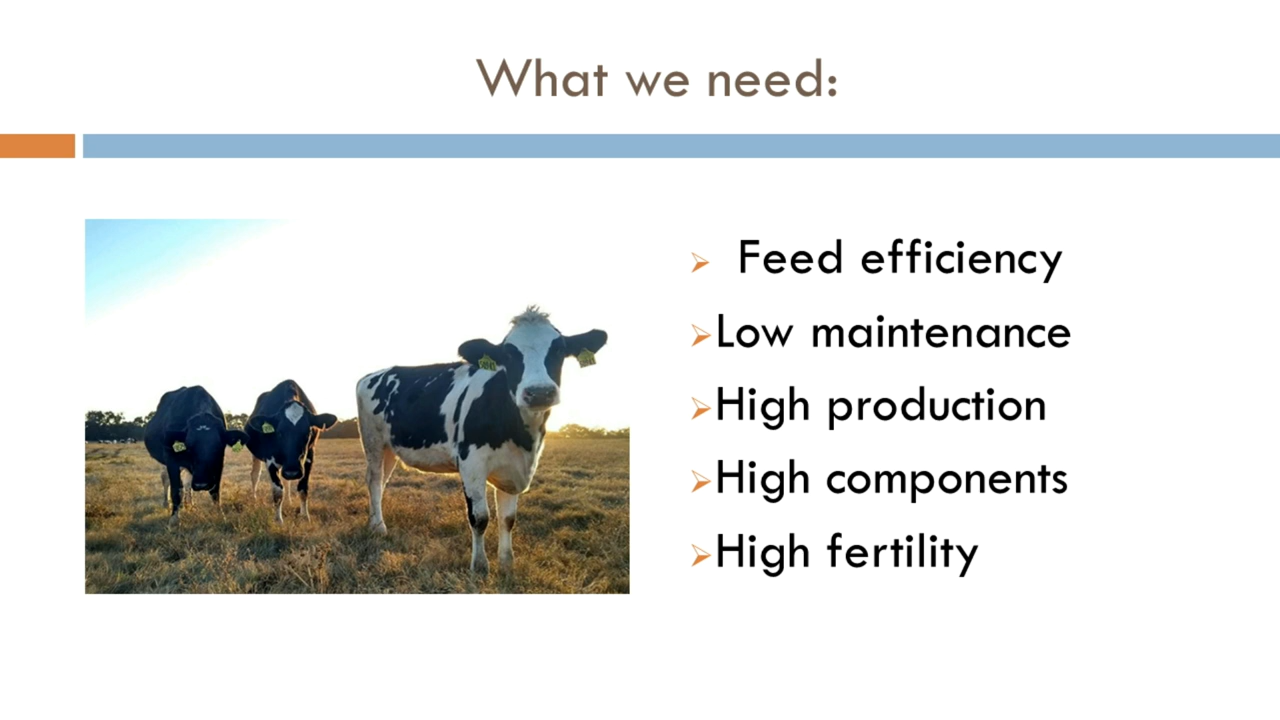 What we need:
Feed efficiency
Low maintenance
High production
High components
High fertility